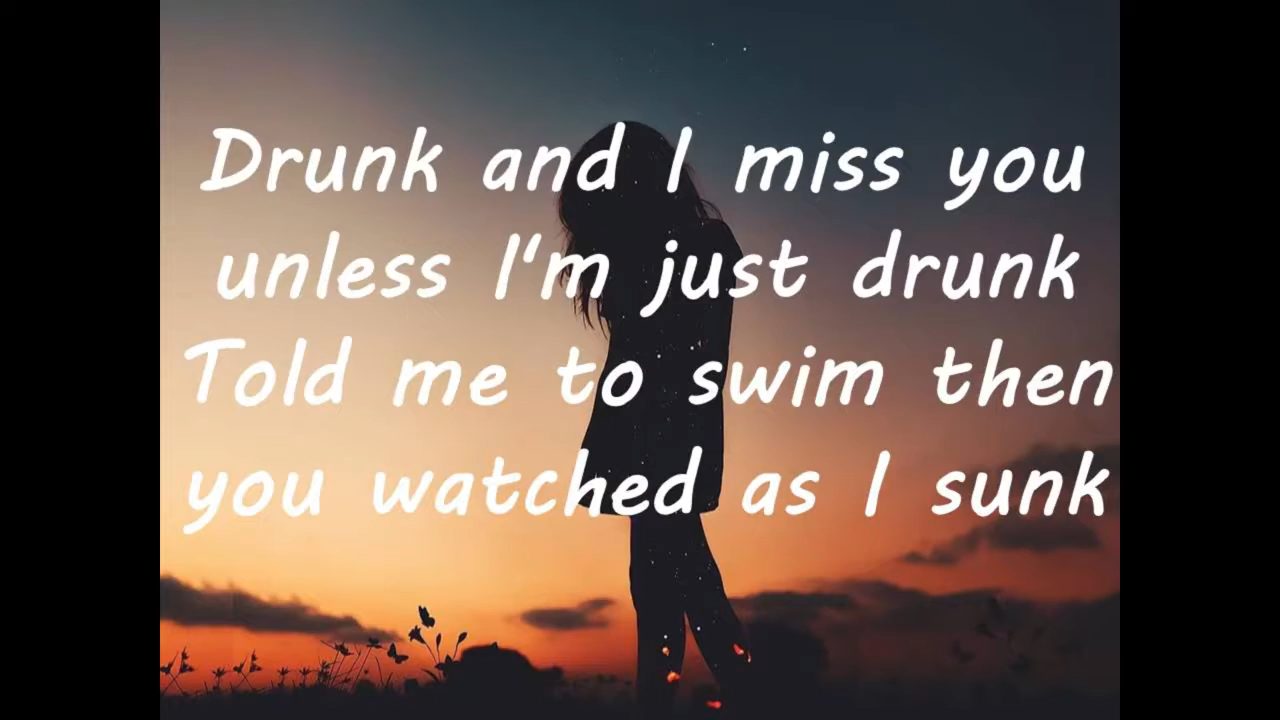 Drunk and I miss you
unless I'm just drunk
Told me to swim then
you watched as I sunk